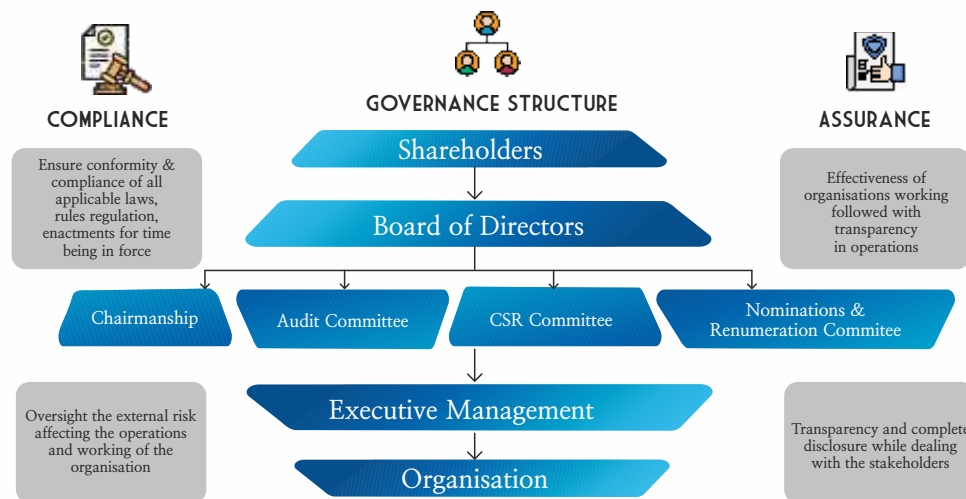 GOVERNANCE STRUCTURE
COMPLIANCE
ASSURANCE
Ensure conformity &
compliance of all
applicable laws,
rules regulation,
enactments for time
being in force
Shareholders
Board of Directors
Effectiveness of
organisations working
followed with
transparency
in operations
Chairmanship
Audit Committee
CSR Committee
Nominations &
Renumeration Commitee
Oversight the external risk
affecting the operations
and working of the
organisation
Executive Management
Organisation
Transparency and complete
disclosure while dealing
with the stakeholders